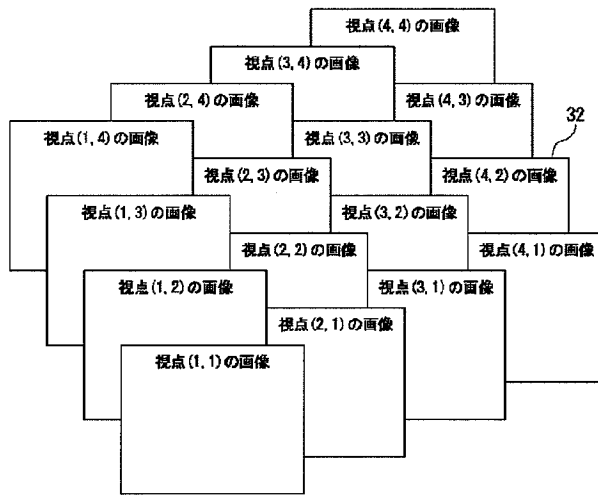 視点(4,4)の画像
視点(3,4)の画像
視点(2,4)の画像
視点(4,3)の画像
32
視点(1,4)の画像
視点(3,3)の画像
視点(2,3)の画像
視点(4,2)の画像
視点(1,3)の画像
視点(3,2)の画像
視点(2,2)の画像
視点(4,1)の画像
視点(1,2)の画像
視点(3,1)の画像
視点(2,1)の画像
視点(1,1)の画像